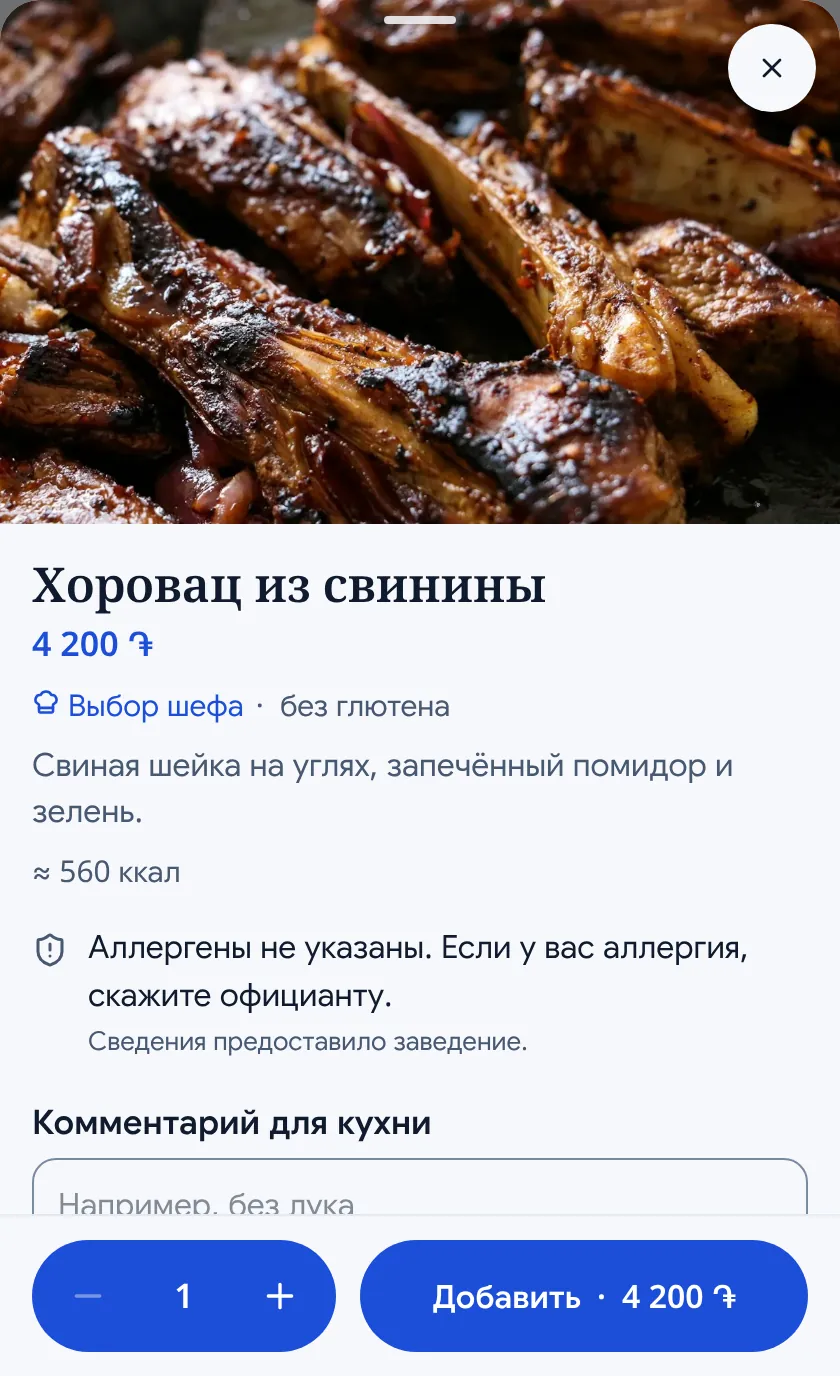 Хоровац из свинины
4 200 ֏
Выбор шефа · без глютена
Свиная шейка на углях, запечённый помидор и
зелень.
≈ 560 ккал
Аллергены не указаны. Если у вас аллергия,
скажите официанту.
Сведения предоставило заведение.
Комментарий для кухни
Например, без лука
− 1 +
Добавить · 4 200 ֏